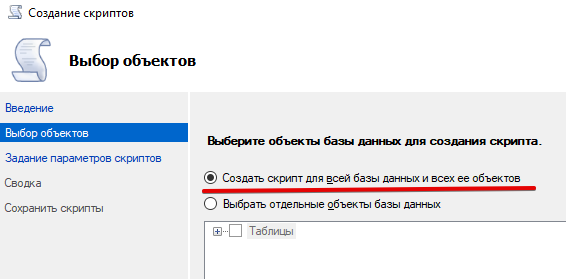 Создание скриптов
Выбор объектов
Введение
Выбор объектов
Задание параметров скриптов
Сводка
Сохранить скрипты
Выберите объекты базы данных для создания скрипта.
Создать скрипт для всей базы данных и всех ее объектов
Выбрать отдельные объекты базы данных
Таблицы